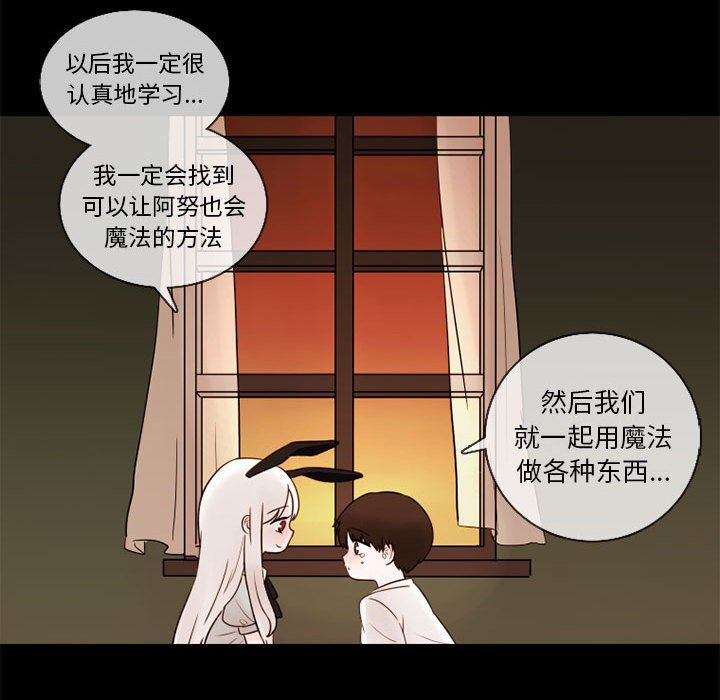 以后我一定很
认真地学习...
我一定会找到
可以让阿努也会
魔法的方法
然后我们
就一起用魔法
做各种东西...